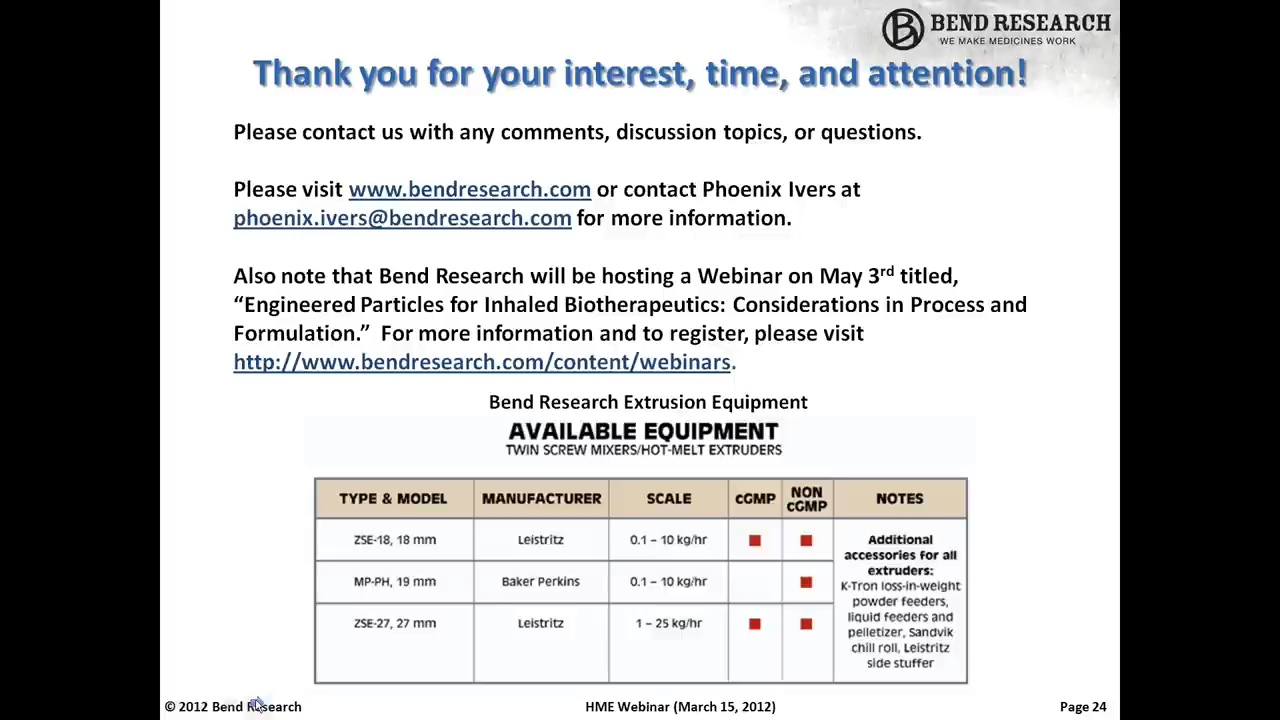 BEND RESEARCH
WE MAKE MEDICINES WORK
Thank you for your interest, time, and attention!
Please contact us with any comments, discussion topics, or questions.
Please visit www.bendresearch.com or contact Phoenix Ivers at
phoenix.ivers@bendresearch.com for more information.
Also note that Bend Research will be hosting a Webinar on May 3rd titled,
“Engineered Particles for Inhaled Biotherapeutics: Considerations in Process and
Formulation.” For more information and to register, please visit
http://www.bendresearch.com/content/webinars.
Bend Research Extrusion Equipment
AVAILABLE EQUIPMENT
TWIN SCREW MIXERS/HOT-MELT EXTRUDERS
TYPE & MODEL MANUFACTURER SCALE cGMP NON cGMP NOTES
ZSE-18, 18 mm Leistritz 0.1 – 10 kg/hr
MP-PH, 19 mm Baker Perkins 0.1 – 10 kg/hr
ZSE-27, 27 mm Leistritz 1 – 25 kg/hr
Additional
accessories for all
extruders:
K-Tron loss-in-weight
powder feeders,
liquid feeders and
pelletizer, Sandvik
chill roll, Leistritz
side stuffer
© 2012 Bend Research HME Webinar (March 15, 2012) Page 24